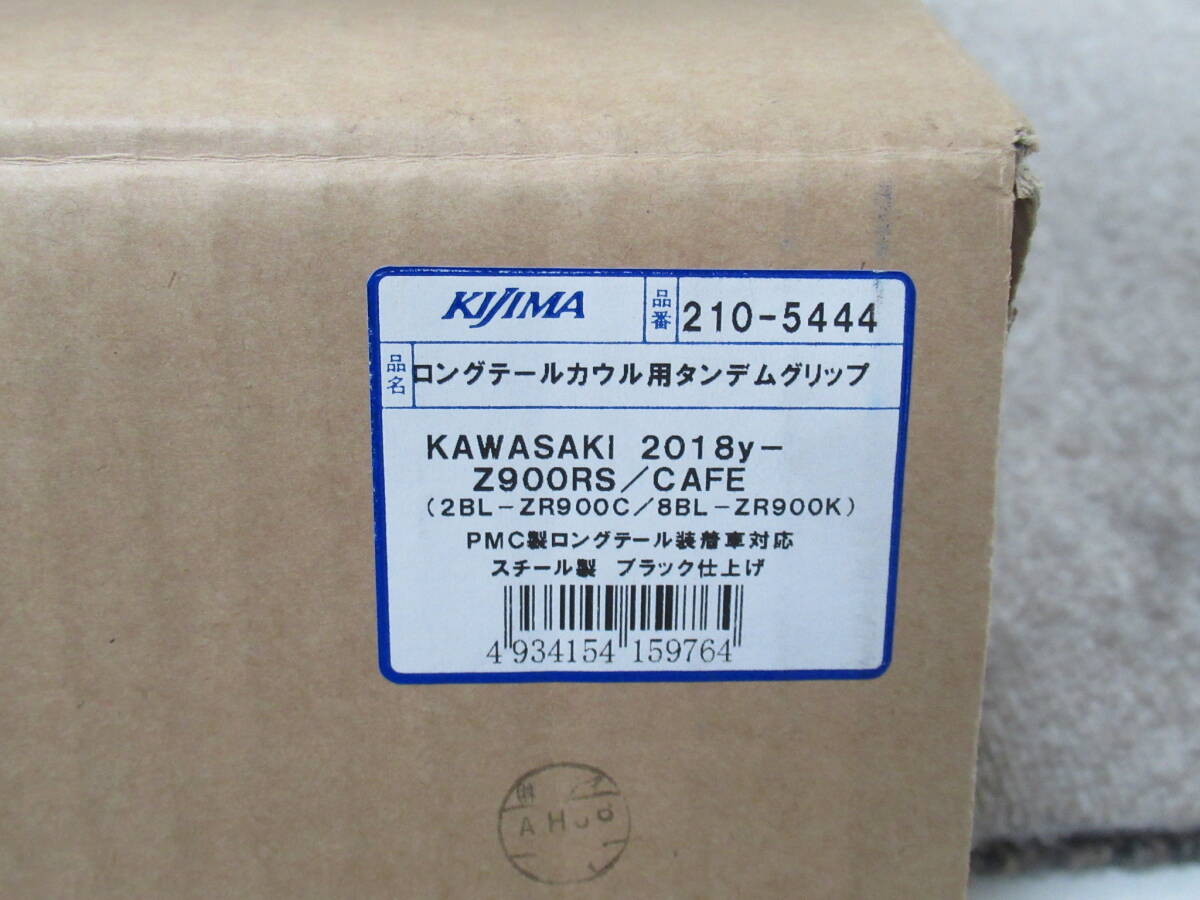 KIJIMA 品番 210-5444
品名 ロングテールカウル用タンデムグリップ
KAWASAKI 2018y-
Z900RS/CAFE
(2BL-ZR900C/8BL-ZR900K)
PMC製ロングテール装着車対応
スチール製 ブラック仕上げ
4 934154 159764